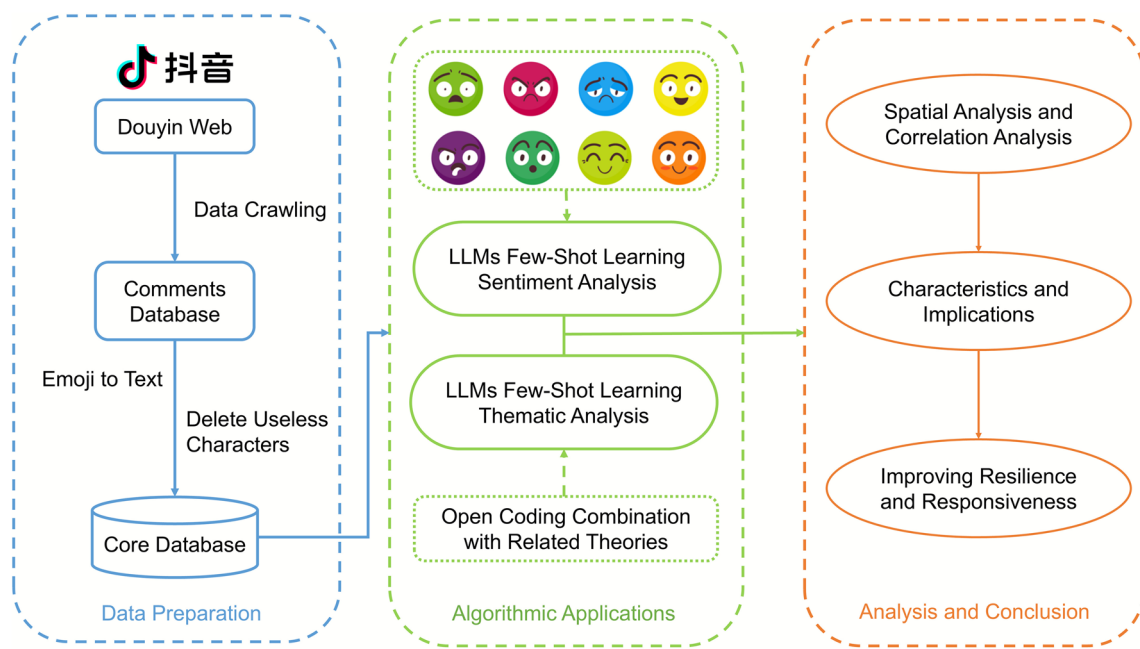 抖音
Douyin Web
Data Crawling
Comments
Database
Emoji to Text
Delete Useless
Characters
Core Database
Data Preparation
LLMs Few-Shot Learning
Sentiment Analysis
LLMs Few-Shot Learning
Thematic Analysis
Open Coding Combination
with Related Theories
Algorithmic Applications
Spatial Analysis and
Correlation Analysis
Characteristics and
Implications
Improving Resilience
and Responsiveness
Analysis and Conclusion